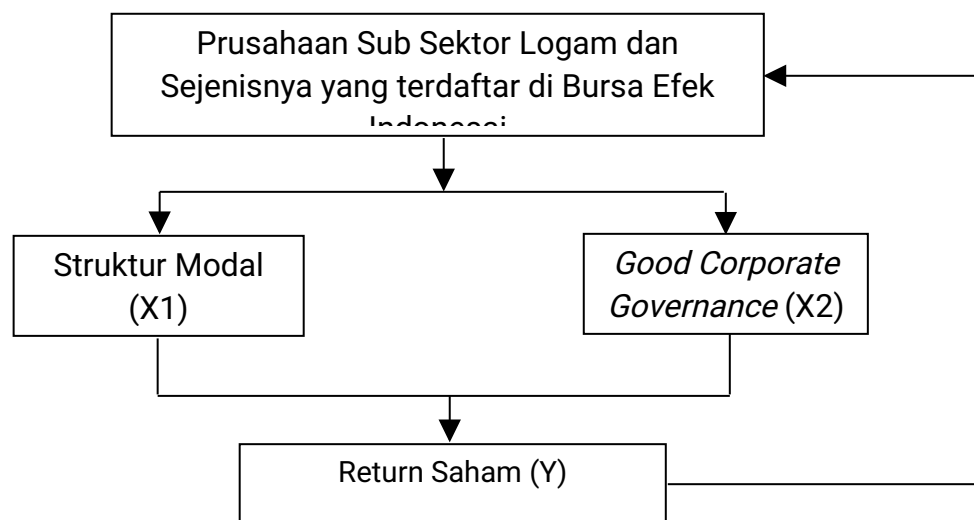 Prusahaan Sub Sektor Logam dan
Sejenisnya yang terdaftar di Bursa Efek
Struktur Modal
(X1)
Good Corporate
Governance (X2)
Return Saham (Y)